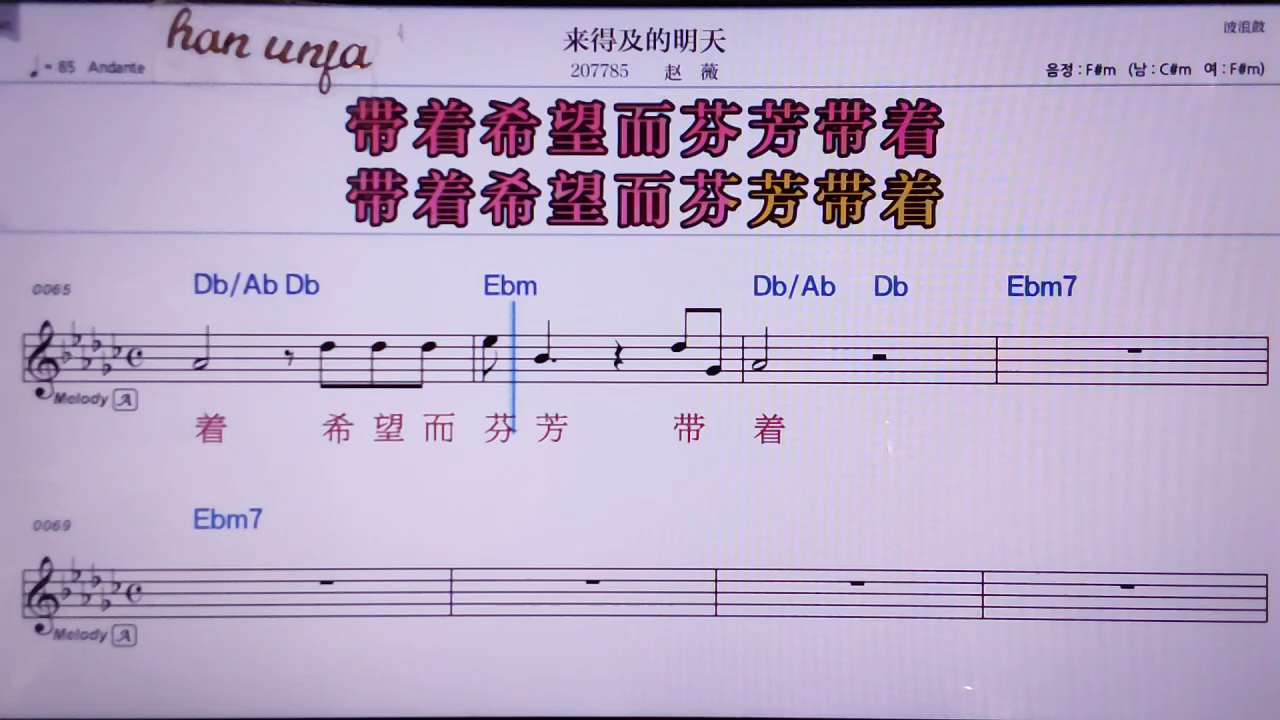 han unfa
来得及的明天
♩= 85 Andante
207785 赵 薇
음정 : F#m (남 : C#m 여 : F#m)
带着希望而芬芳带着
带着希望而芬芳带着
0065 Db/Ab Db Ebm Db/Ab Db Ebm7
Melody A
着 希 望 而 芬 芳 带 着
0069 Ebm7
Melody A